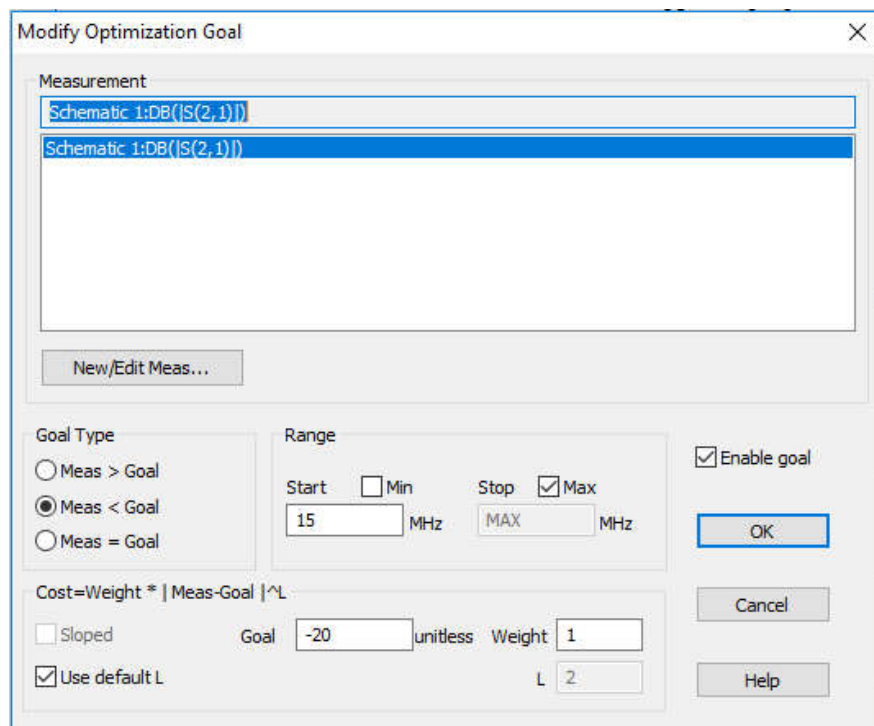 Modify Optimization Goal
Measurement
Schematic 1:DB(|S(2,1)|)
Schematic 1:DB(|S(2,1)|)
New/Edit Meas...
Goal Type
Range
Meas > Goal
Meas < Goal
Meas = Goal
Start Min Stop Max
15 MHz MAX MHz
Enable goal
OK
Cost=Weight * | Meas-Goal |^L
Sloped Goal -20 unitless Weight 1
Use default L L 2
Cancel
Help